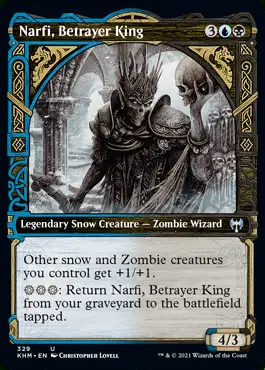 Narfi, Betrayer King 3
Legendary Snow Creature — Zombie Wizard
Other snow and Zombie creatures
you control get +1/+1.
: Return Narfi, Betrayer King
from your graveyard to the battlefield
tapped.
4/3
329 U
KHM • EN CHRISTOPHER LOVELL ™ & © 2021 Wizards of the Coast